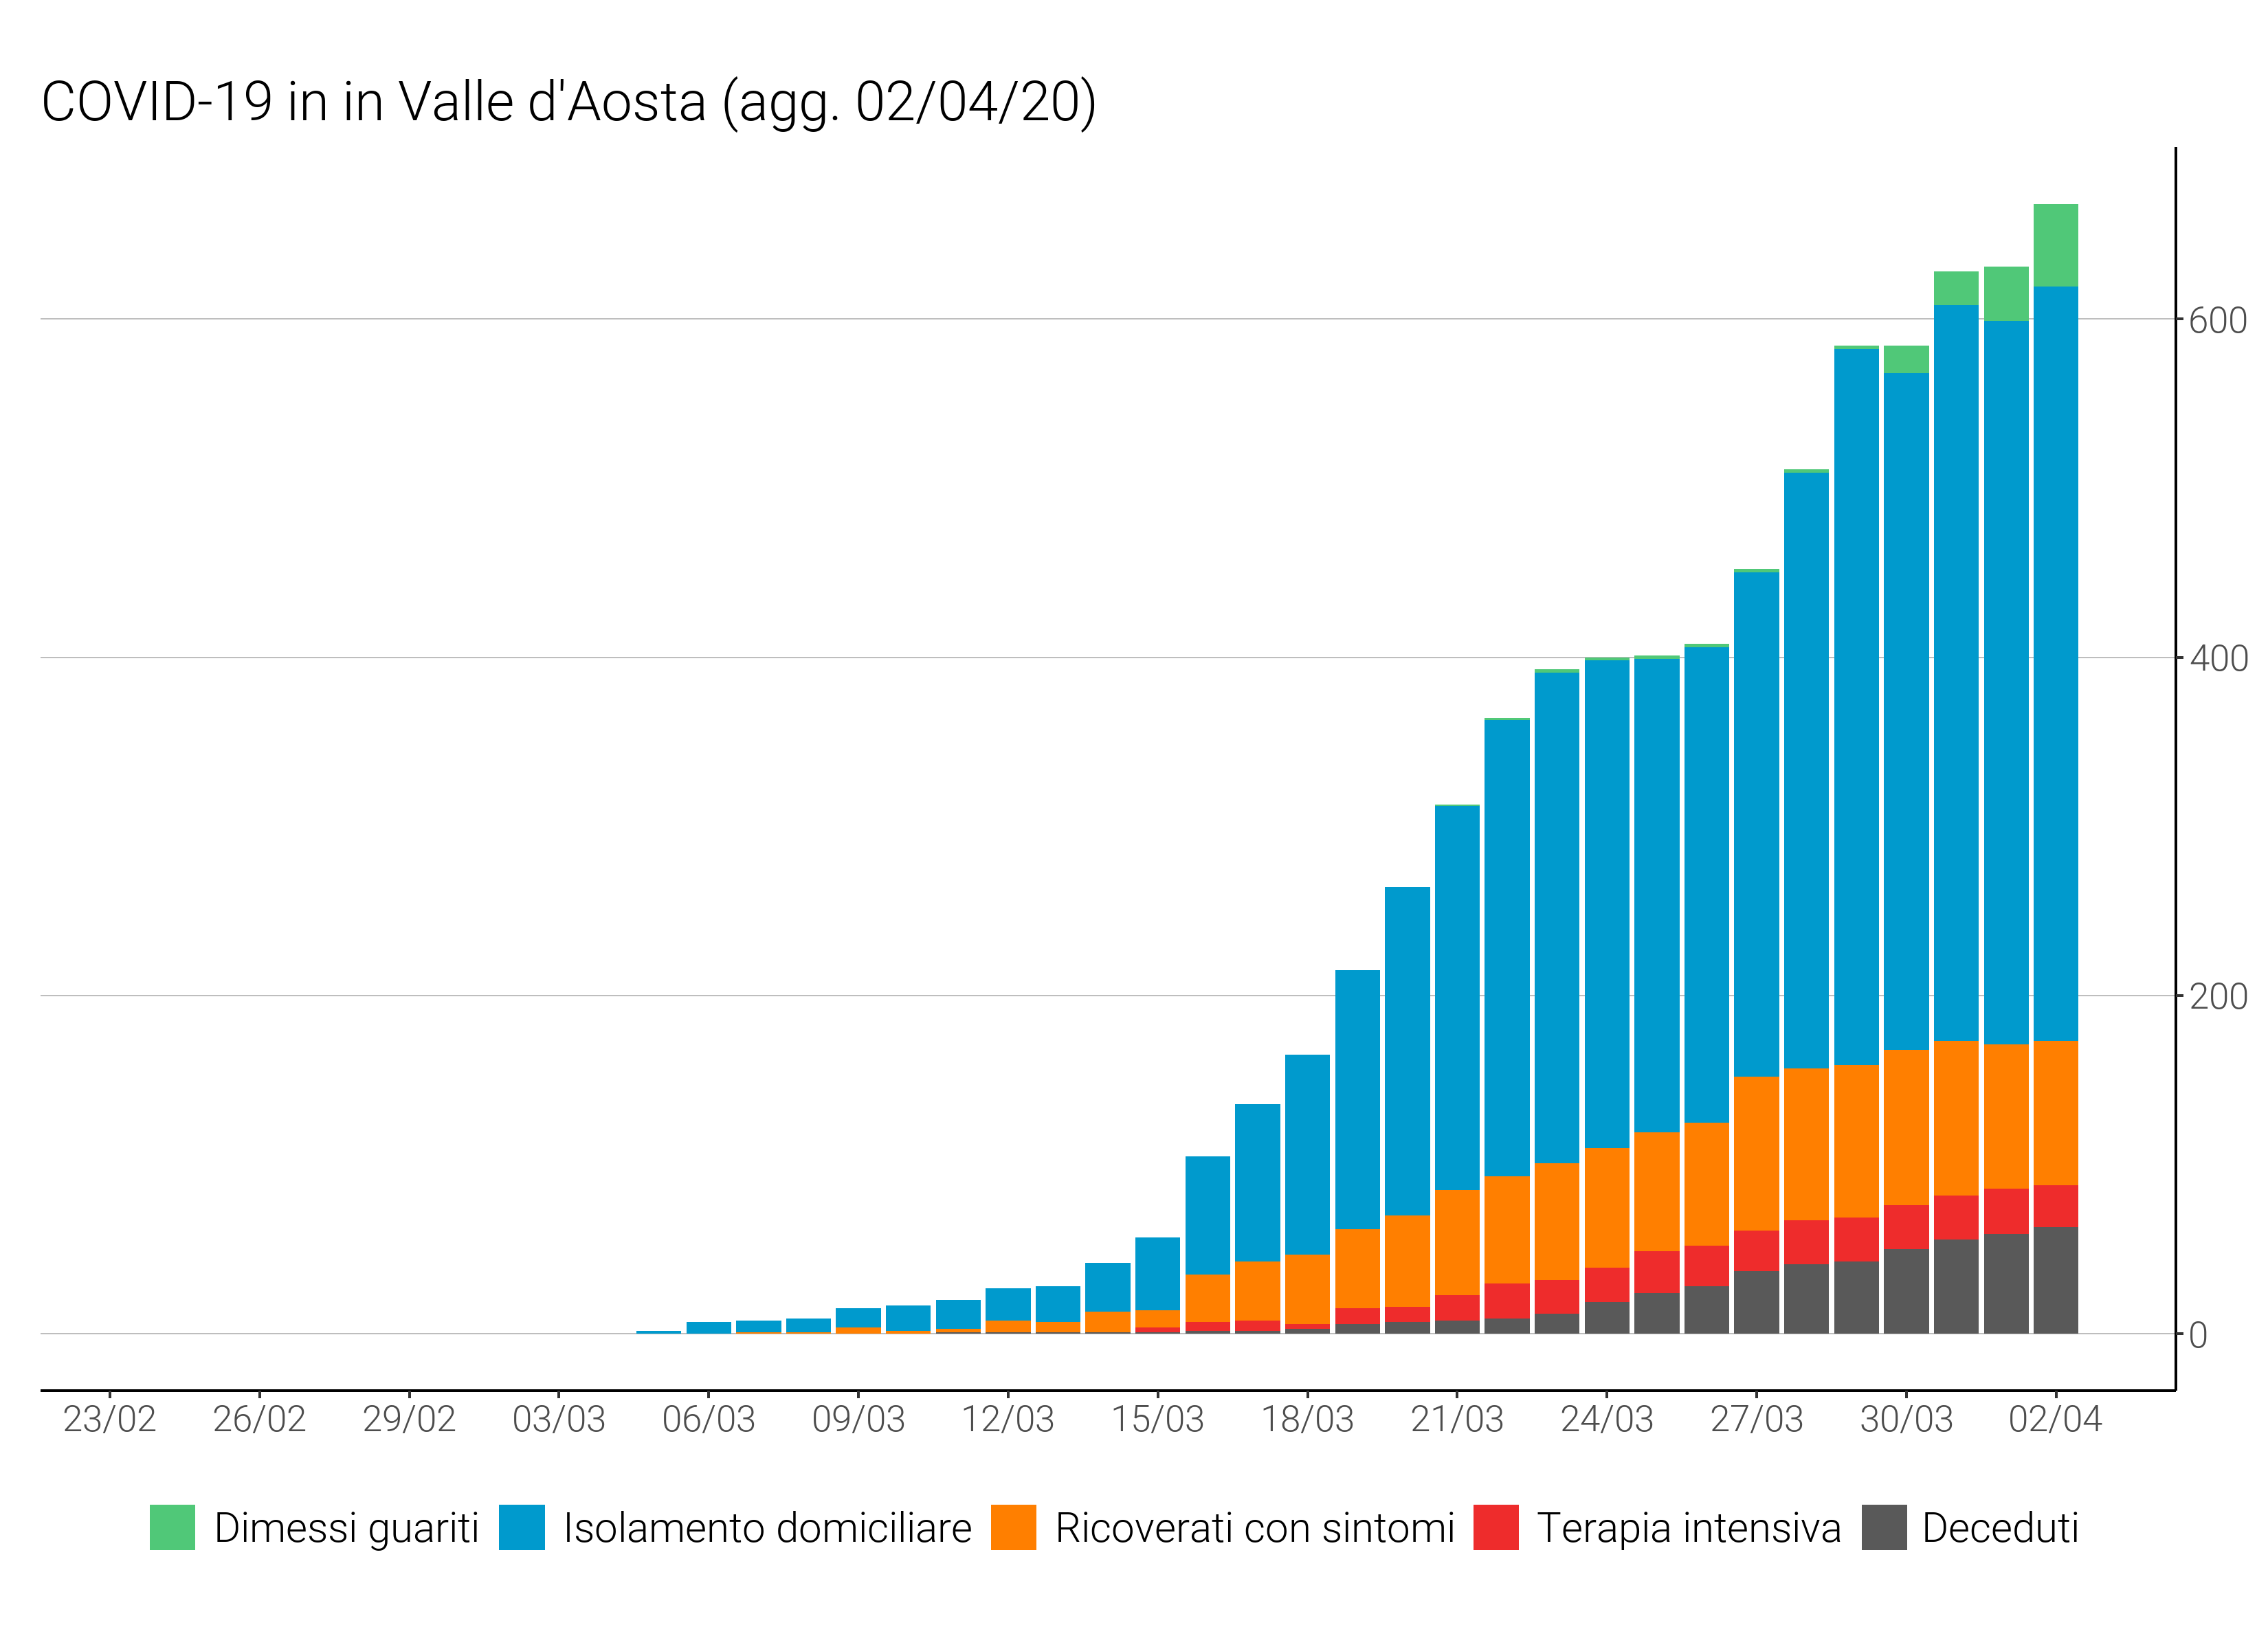 COVID-19 in in Valle d'Aosta (agg. 02/04/20)
600
400
200
0
23/02 26/02 29/02 03/03 06/03 09/03 12/03 15/03 18/03 21/03 24/03 27/03 30/03 02/04
Dimessi guariti Isolamento domiciliare Ricoverati con sintomi Terapia intensiva Deceduti